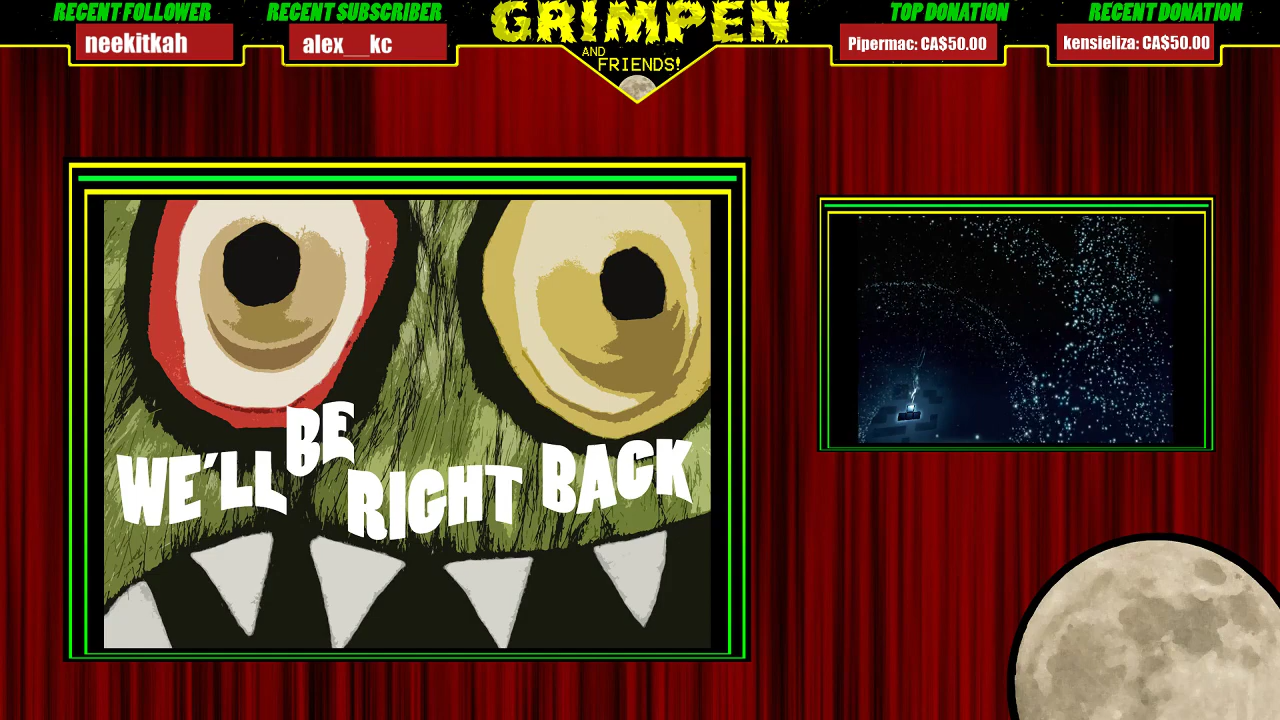 RECENT FOLLOWER
neekitkah
RECENT SUBSCRIBER
alex__kc
GRIMPEN
AND
FRIENDS!
TOP DONATION
Pipermac: CA$50.00
RECENT DONATION
kensieliza: CA$50.00
WE'LL BE RIGHT BACK